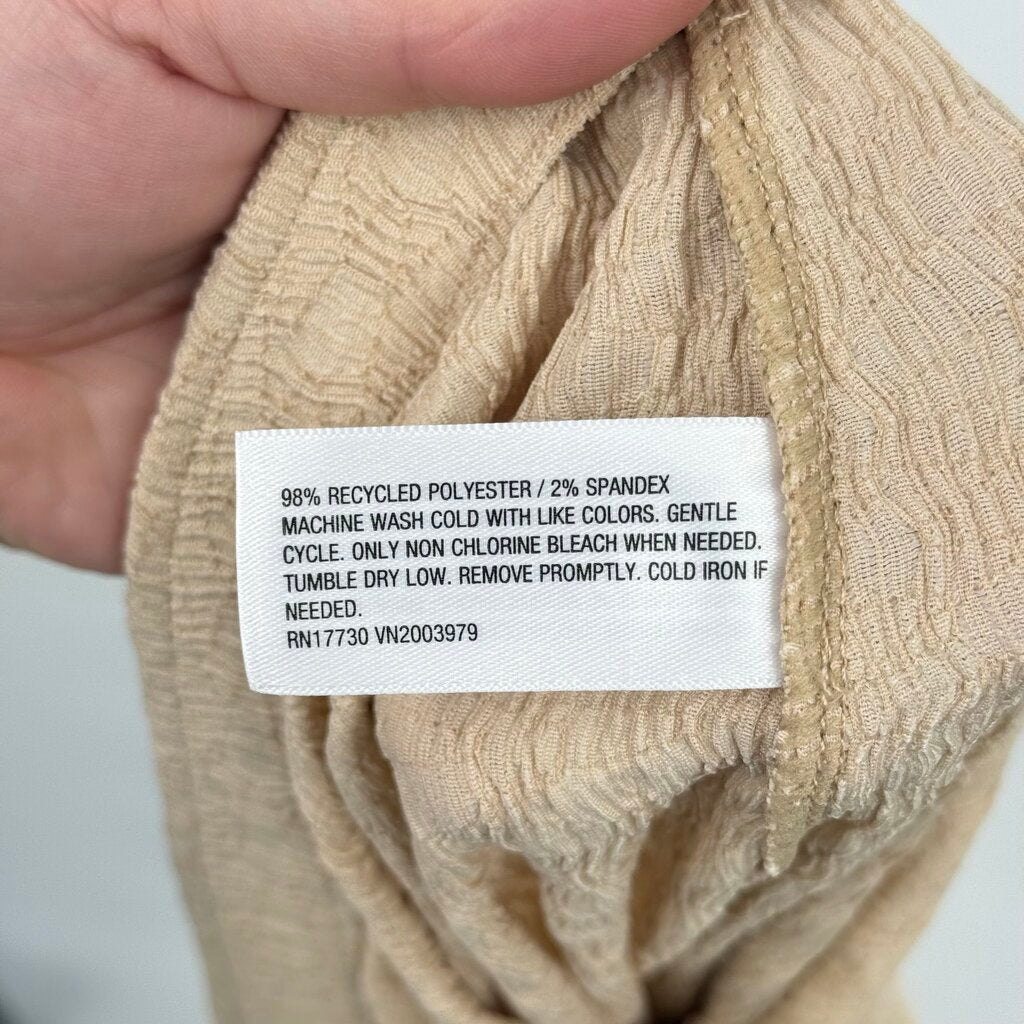 98% RECYCLED POLYESTER / 2% SPANDEX
MACHINE WASH COLD WITH LIKE COLORS. GENTLE
CYCLE. ONLY NON CHLORINE BLEACH WHEN NEEDED.
TUMBLE DRY LOW. REMOVE PROMPTLY. COLD IRON IF
NEEDED.
RN17730 VN2003979